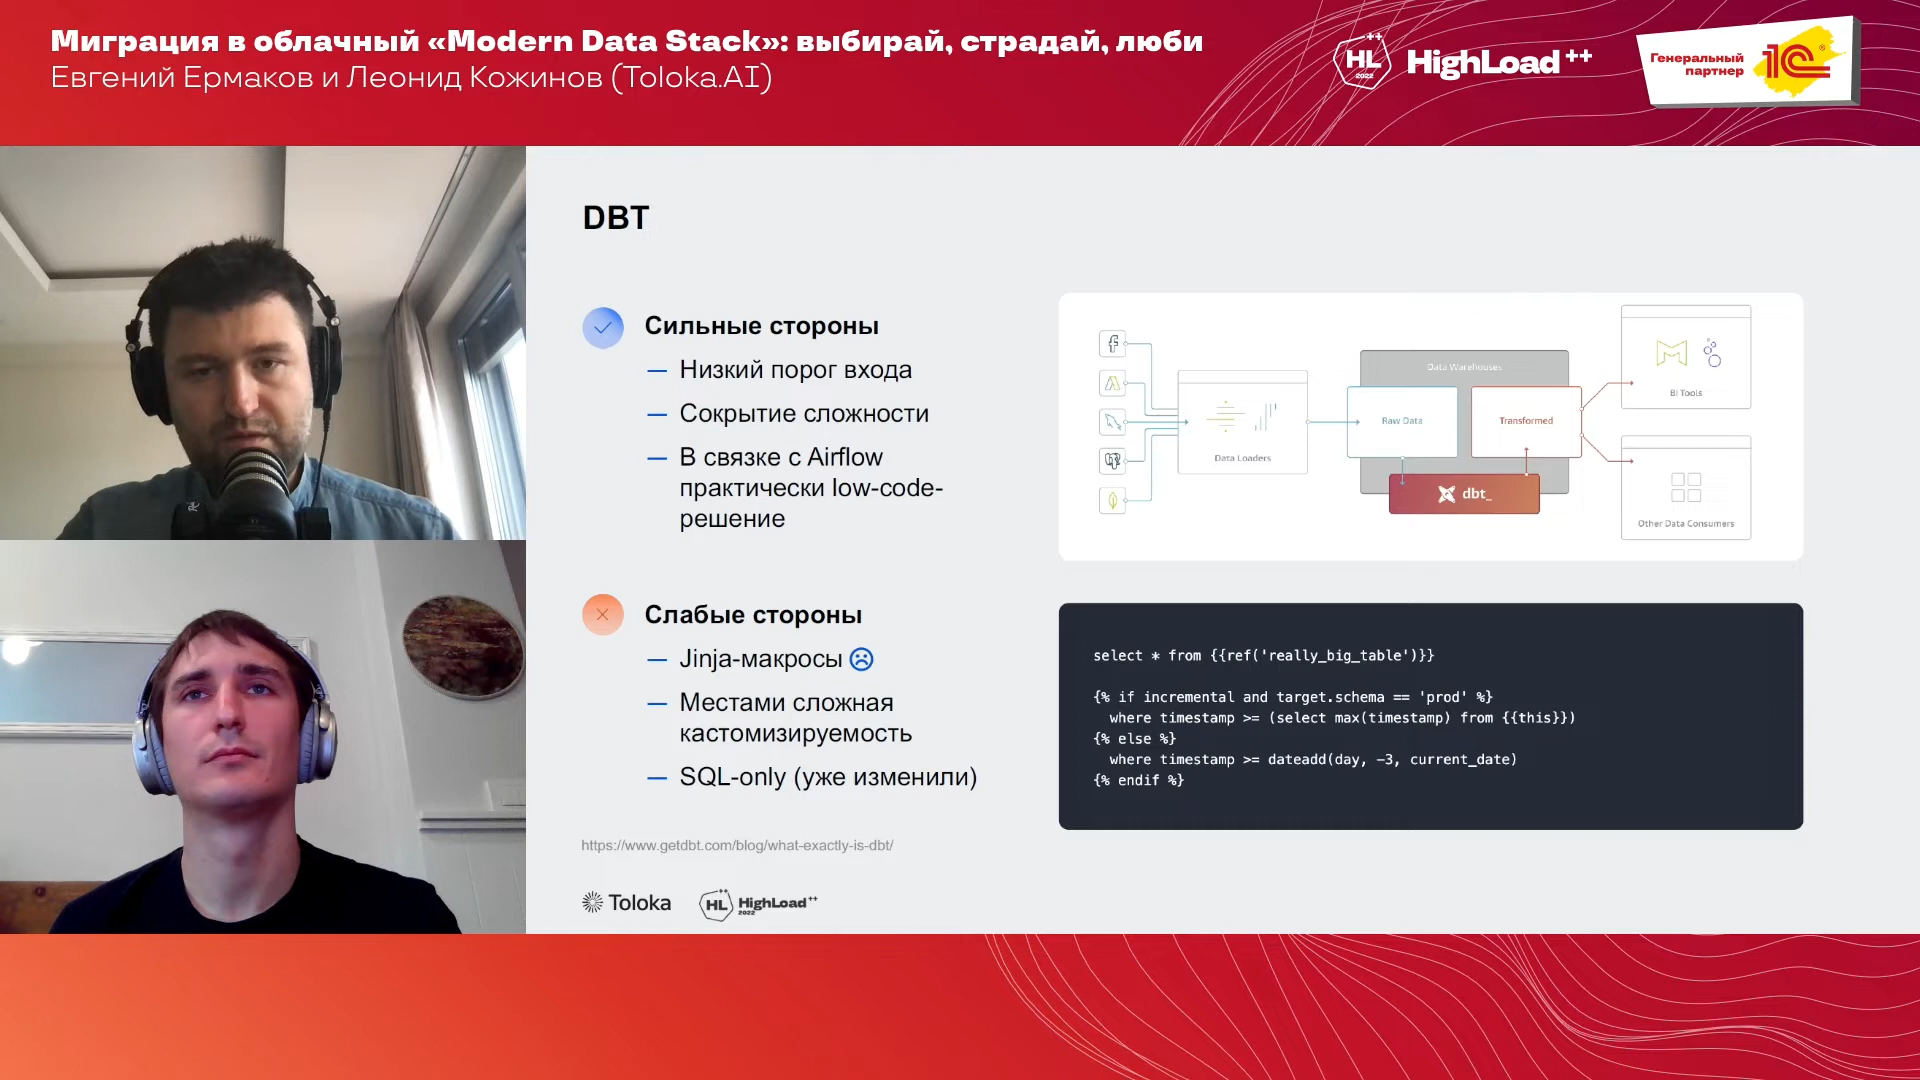 Миграция в облачный «Modern Data Stack»: выбирай, страдай, люби
Евгений Ермаков и Леонид Кожинов (Toloka.AI)
HL++
2022
HighLoad++
Генеральный
партнер
1С®
DBT
Сильные стороны
— Низкий порог входа
— Сокрытие сложности
— В связке с Airflow
практически low-code-
решение
Слабые стороны
— Jinja-макросы ☹
— Местами сложная
кастомизируемость
— SQL-only (уже изменили)
https://www.getdbt.com/blog/what-exactly-is-dbt/
Toloka
HL++
2022
HighLoad++
2022
Data Loaders
Data Warehouses
Raw Data
Transformed
dbt_
BI Tools
Other Data Consumers
select * from {{ref('really_big_table')}}
{% if incremental and target.schema == 'prod' %}
where timestamp >= (select max(timestamp) from {{this}})
{% else %}
where timestamp >= dateadd(day, -3, current_date)
{% endif %}